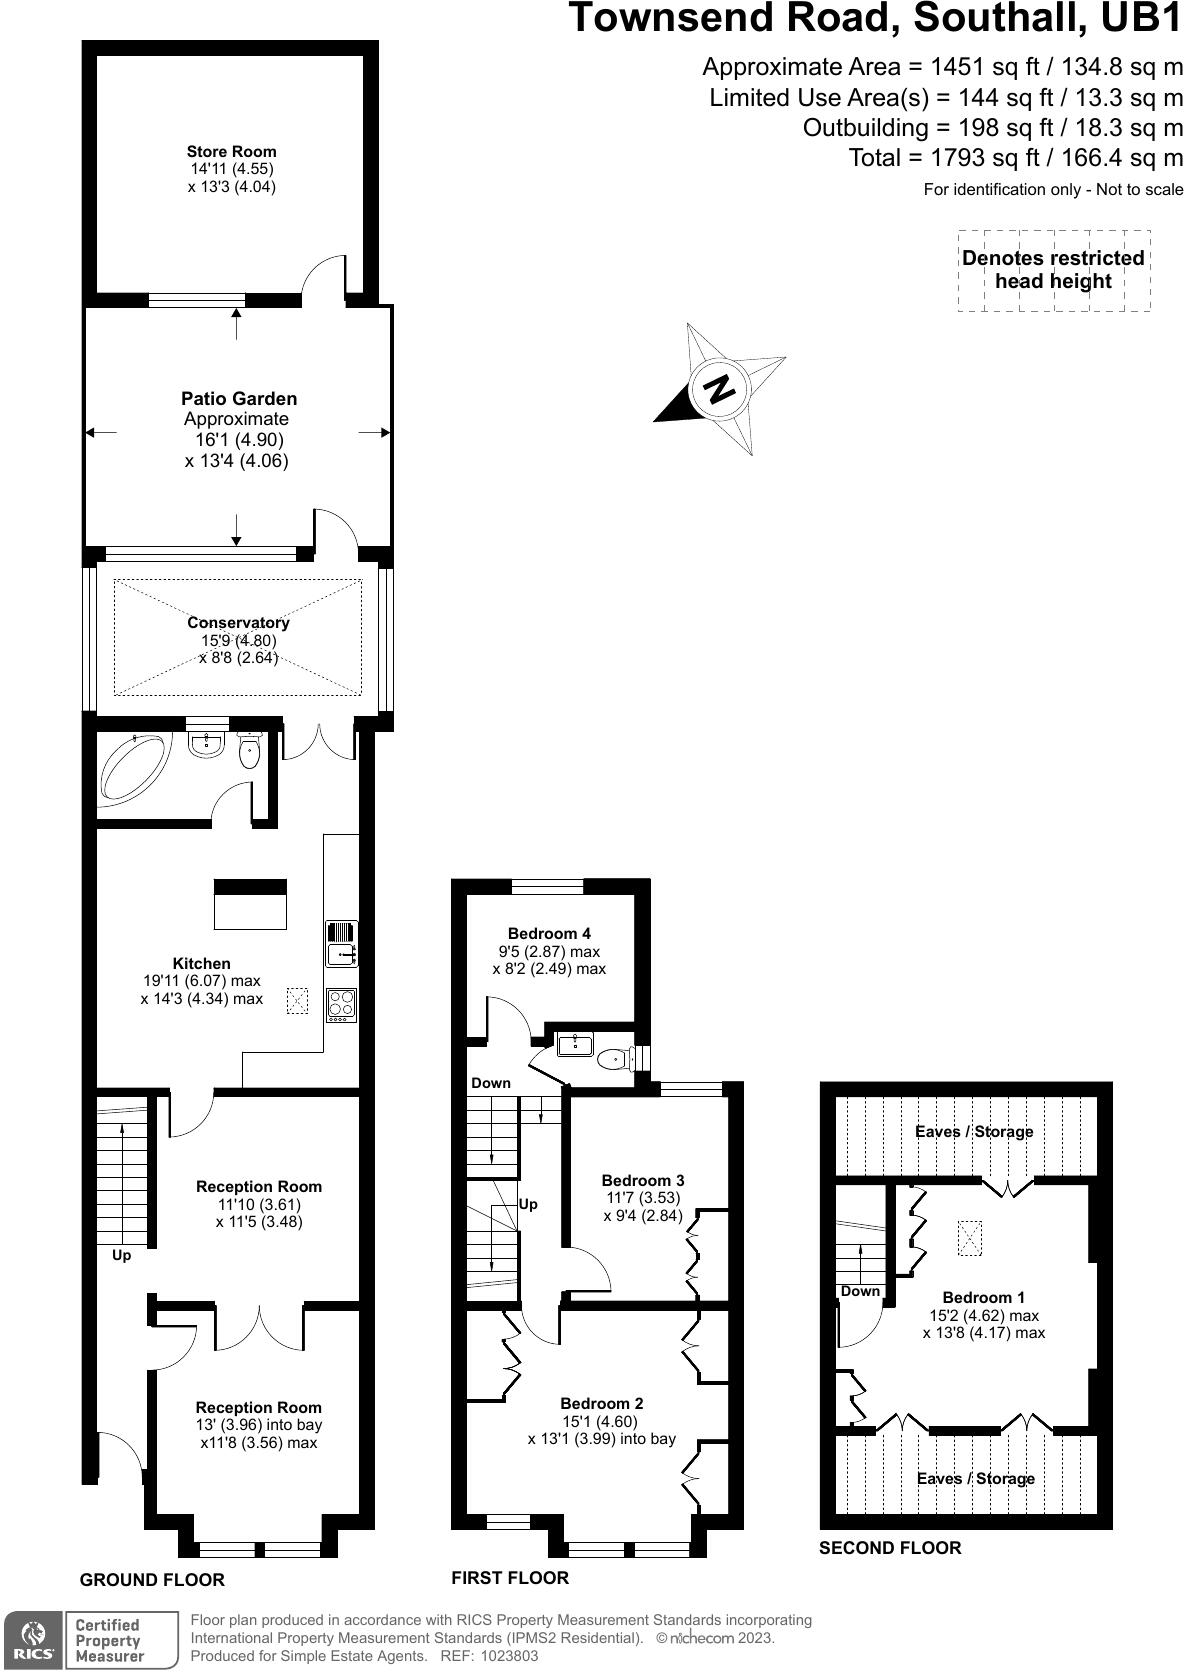 Townsend Road, Southall, UB1
Approximate Area = 1451 sq ft / 134.8 sq m
Limited Use Area(s) = 144 sq ft / 13.3 sq m
Outbuilding = 198 sq ft / 18.3 sq m
Total = 1793 sq ft / 166.4 sq m
For identification only - Not to scale
Denotes restricted
head height
N
Store Room
14'11 (4.55)
x 13'3 (4.04)
Patio Garden
Approximate
16'1 (4.90)
x 13'4 (4.06)
Conservatory
15'9 (4.80)
x 8'8 (2.64)
Kitchen
19'11 (6.07) max
x 14'3 (4.34) max
Reception Room
11'10 (3.61)
x 11'5 (3.48)
Up
Reception Room
13' (3.96) into bay
x11'8 (3.56) max
GROUND FLOOR
Bedroom 4
9'5 (2.87) max
x 8'2 (2.49) max
Down
Bedroom 3
11'7 (3.53)
x 9'4 (2.84)
Up
Bedroom 2
15'1 (4.60)
x 13'1 (3.99) into bay
FIRST FLOOR
Eaves / Storage
Down
Bedroom 1
15'2 (4.62) max
x 13'8 (4.17) max
Eaves / Storage
SECOND FLOOR
RICS
Certified
Property
Measurer
Floor plan produced in accordance with RICS Property Measurement Standards incorporating
International Property Measurement Standards (IPMS2 Residential). © nichecom 2023.
Produced for Simple Estate Agents. REF: 1023803